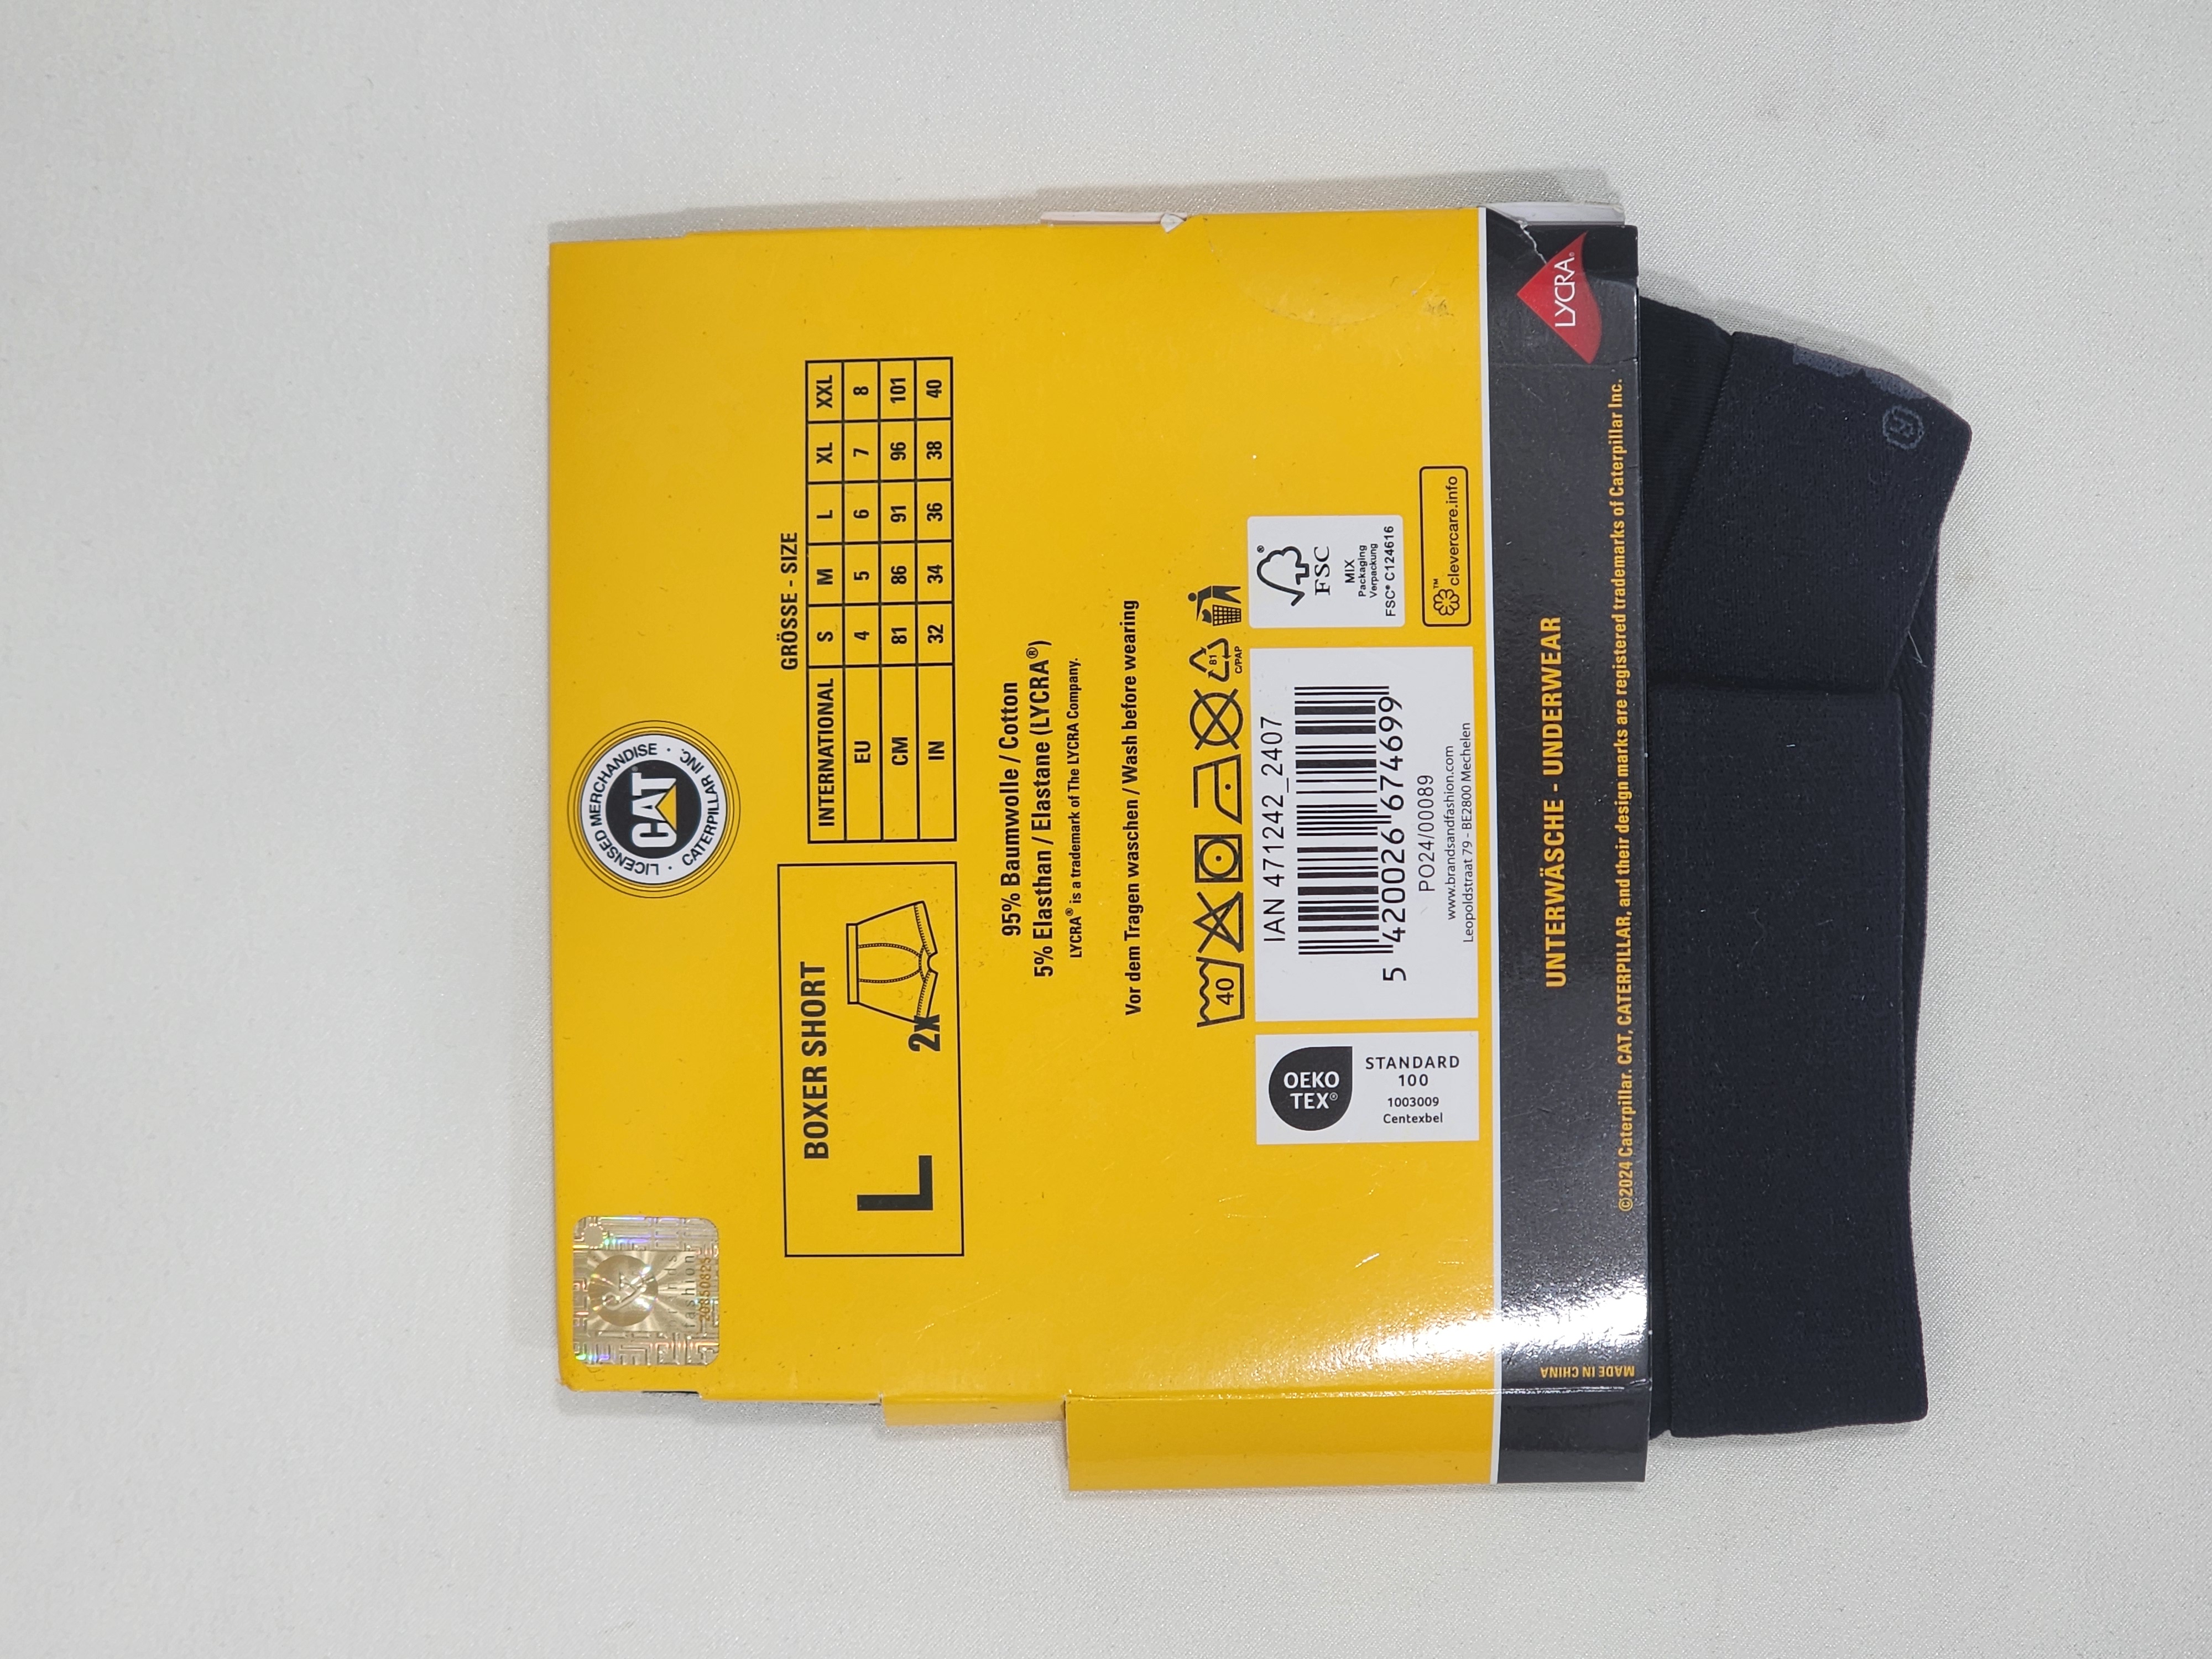 LICENSED MERCHANDISE · CATERPILLAR INC. ·
CAT
fashion
BOXER SHORT
L
2x
GRÖSSE - SIZE
INTERNATIONAL S M L XL XXL
EU 4 5 6 7 8
CM 81 86 91 96 101
IN 32 34 36 38 40
95% Baumwolle / Cotton
5% Elasthan / Elastane (LYCRA®)
LYCRA® is a trademark of The LYCRA Company.
Vor dem Tragen waschen / Wash before wearing
40
81
C/PAP
OEKO
TEX®
STANDARD
100
1003009
Centexbel
IAN 471242_2407
5 420026 674699
PO24/00089
www.brandsandfashion.com
Leopoldstraat 79 - BE2800 Mechelen
FSC®
MIX
Packaging
Verpackung
FSC® C124616
clevercare.info™
UNTERWÄSCHE - UNDERWEAR
©2024 Caterpillar. CAT, CATERPILLAR, and their design marks are registered trademarks of Caterpillar Inc.
LYCRA®
MADE IN CHINA
®